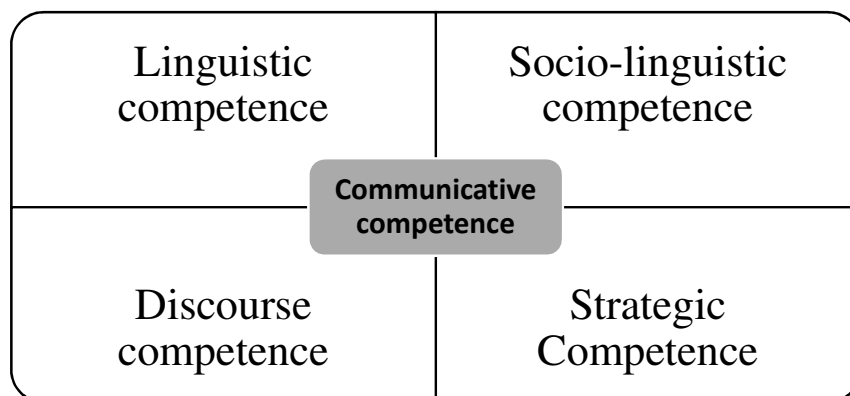 Linguistic
competence
Socio-linguistic
competence
Communicative
competence
Discourse
competence
Strategic
Competence